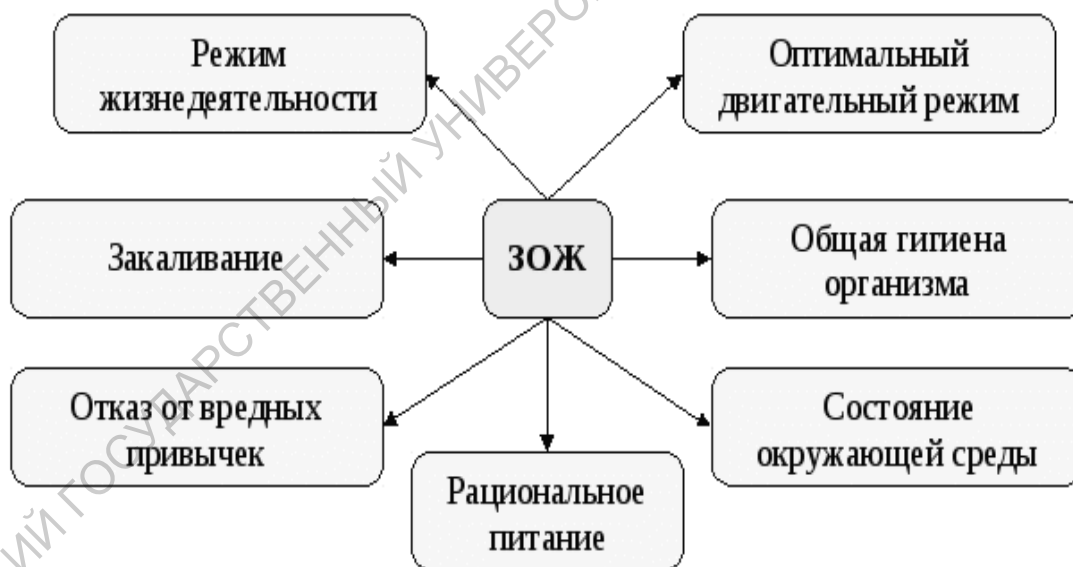 Режим
жизнедеятельности
Оптимальный
двигательный режим
Закаливание
ЗОЖ
Общая гигиена
организма
Отказ от вредных
привычек
Рациональное
питание
Состояние
окружающей среды
ГОСУДАРСТВЕННЫЙ